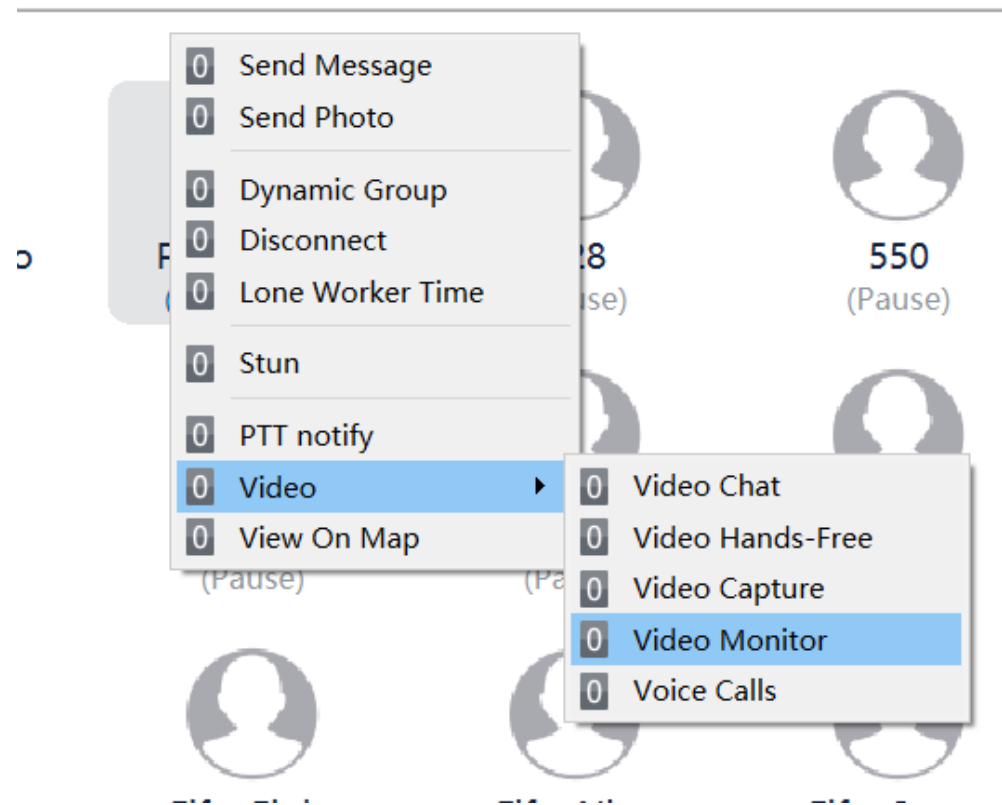 Send Message
Send Photo
Dynamic Group
Disconnect
Lone Worker Time
Stun
PTT notify
Video
View On Map
Video Chat
Video Hands-Free
Video Capture
Video Monitor
Voice Calls
550
(Pause)
(Pause)